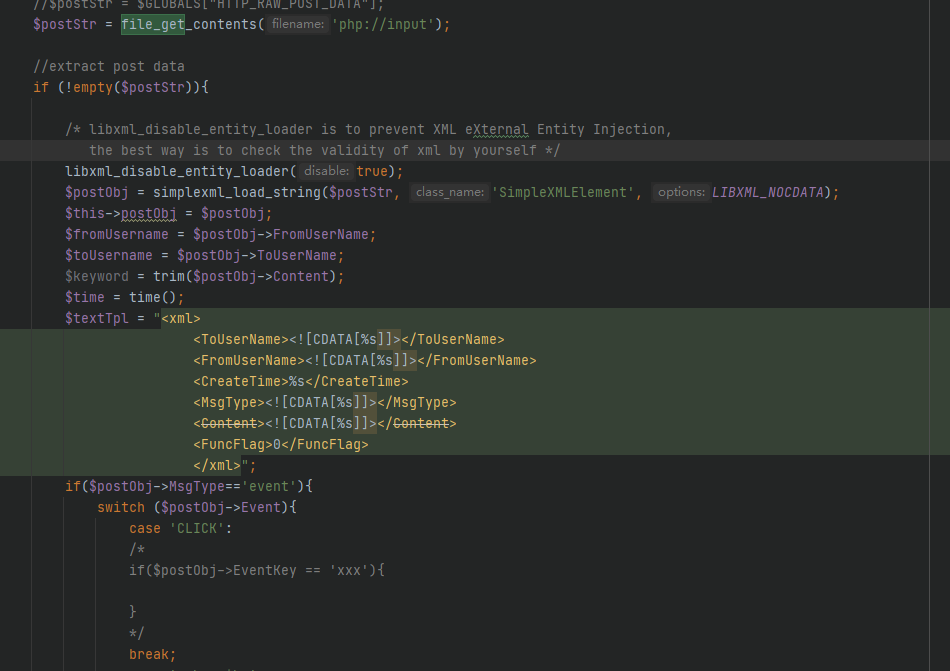 //$postStr = $GLOBALS["HTTP_RAW_POST_DATA"];
$postStr = file_get_contents( filename: 'php://input');
//extract post data
if (!empty($postStr)){
/* libxml_disable_entity_loader is to prevent XML eXternal Entity Injection,
the best way is to check the validity of xml by yourself */
libxml_disable_entity_loader( disable: true);
$postObj = simplexml_load_string($postStr, class_name: 'SimpleXMLElement', options: LIBXML_NOCDATA);
$this->postObj = $postObj;
$fromUsername = $postObj->FromUserName;
$toUsername = $postObj->ToUserName;
$keyword = trim($postObj->Content);
$time = time();
$textTpl = "<xml>
<ToUserName><![CDATA[%s]]></ToUserName>
<FromUserName><![CDATA[%s]]></FromUserName>
<CreateTime>%s</CreateTime>
<MsgType><![CDATA[%s]]></MsgType>
<Content><![CDATA[%s]]></Content>
<FuncFlag>0</FuncFlag>
</xml>";
if($postObj->MsgType=='event'){
switch ($postObj->Event){
case 'CLICK':
/*
if($postObj->EventKey == 'xxx'){
}
*/
break;